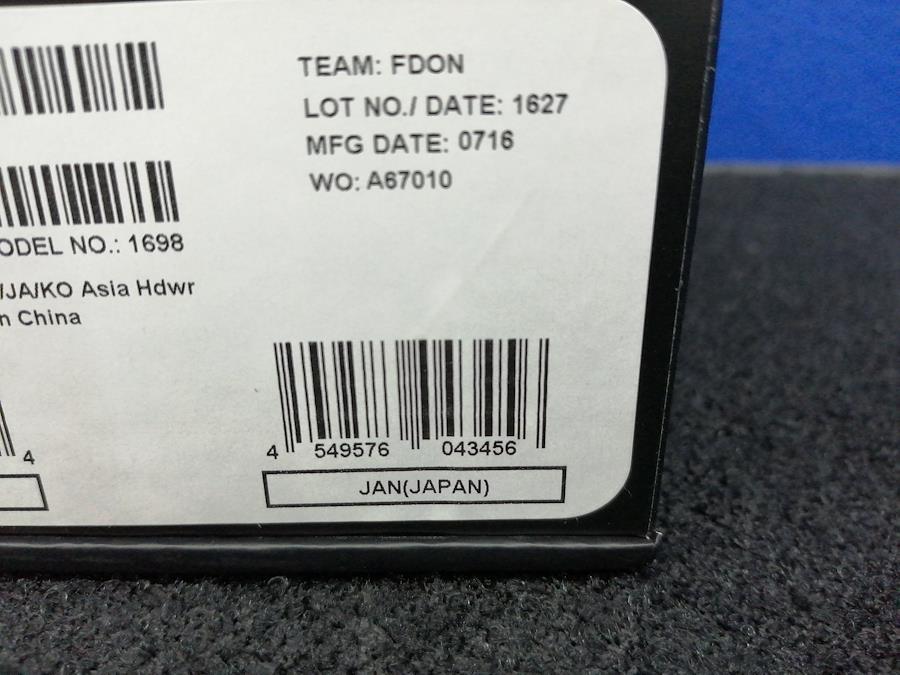 TEAM: FDON
LOT NO./ DATE: 1627
MFG DATE: 0716
WO: A67010
ODEL NO.: 1698
/JA/KO Asia Hdwr
n China
4
4 549576 043456
JAN(JAPAN)